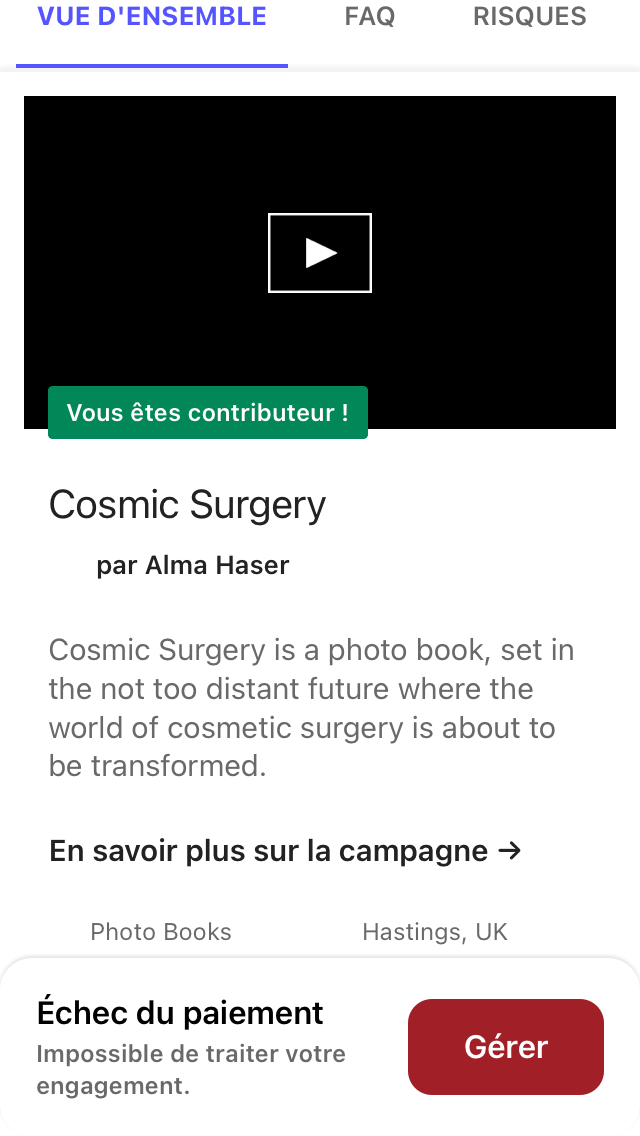 VUE D'ENSEMBLE FAQ RISQUES
Vous êtes contributeur !
Cosmic Surgery
par Alma Haser
Cosmic Surgery is a photo book, set in
the not too distant future where the
world of cosmetic surgery is about to
be transformed.
En savoir plus sur la campagne →
Photo Books Hastings, UK
Échec du paiement
Impossible de traiter votre
engagement.
Gérer